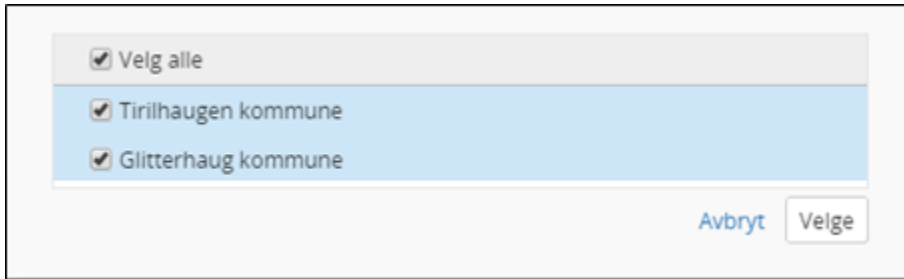 Velg alle
Tirilhaugen kommune
Glitterhaug kommune
Avbryt Velge